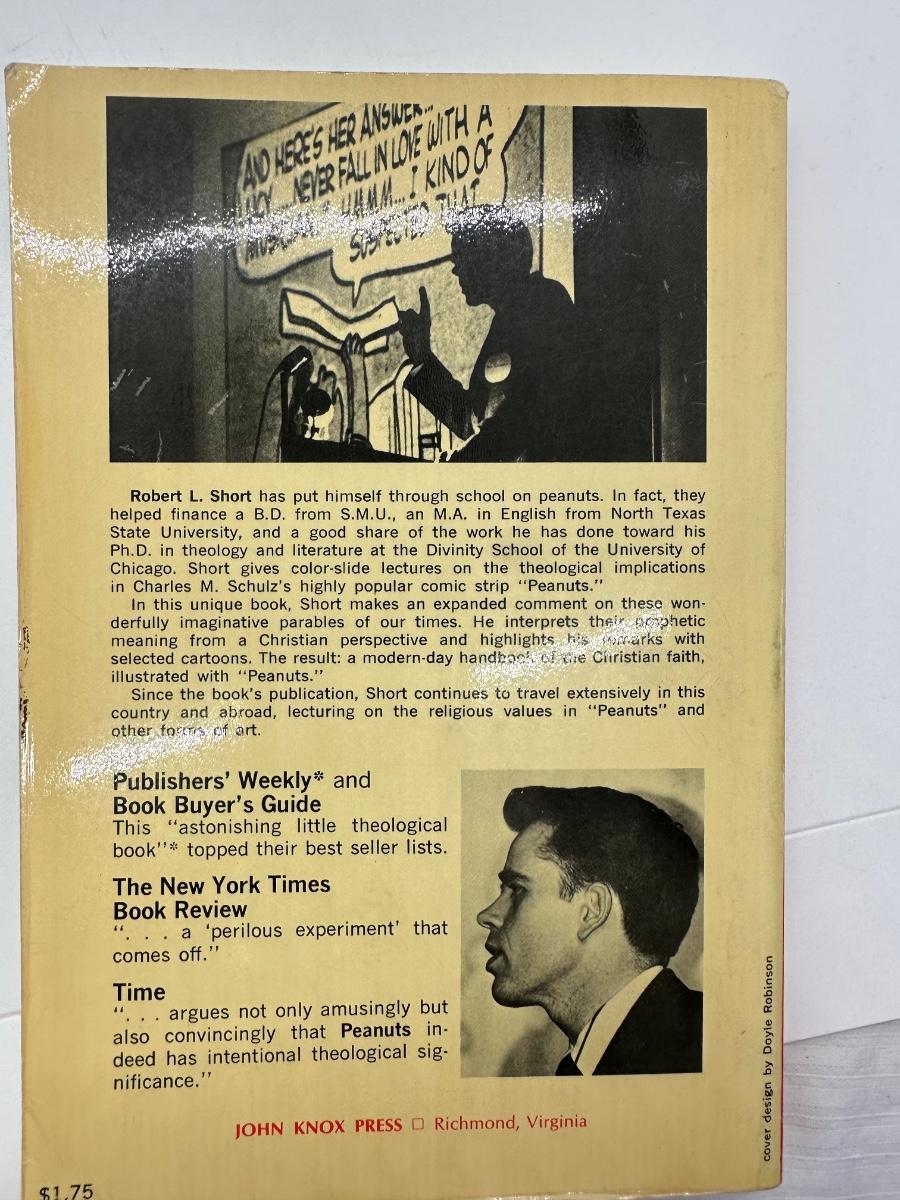 AND HERE'S HER ANSWER...
LUCY....NEVER FALL IN LOVE WITH A
MUSICIAN" HMMM... I KIND OF
SUSPECTED THAT
Robert L. Short has put himself through school on peanuts. In fact, they
helped finance a B.D. from S.M.U., an M.A. in English from North Texas
State University, and a good share of the work he has done toward his
Ph.D. in theology and literature at the Divinity School of the University of
Chicago. Short gives color-slide lectures on the theological implications
in Charles M. Schulz's highly popular comic strip "Peanuts."
In this unique book, Short makes an expanded comment on these won-
derfully imaginative parables of our times. He interprets their prophetic
meaning from a Christian perspective and highlights his remarks with
selected cartoons. The result: a modern-day handbook of the Christian faith,
illustrated with "Peanuts."
Since the book's publication, Short continues to travel extensively in this
country and abroad, lecturing on the religious values in "Peanuts" and
other forms of art.
Publishers' Weekly* and
Book Buyer's Guide
This "astonishing little theological
book"* topped their best seller lists.
The New York Times
Book Review
". . . a 'perilous experiment' that
comes off."
Time
". . . argues not only amusingly but
also convincingly that Peanuts in-
deed has intentional theological sig-
nificance."
JOHN KNOX PRESS □ Richmond, Virginia
cover design by Doyle Robinson
$1.75